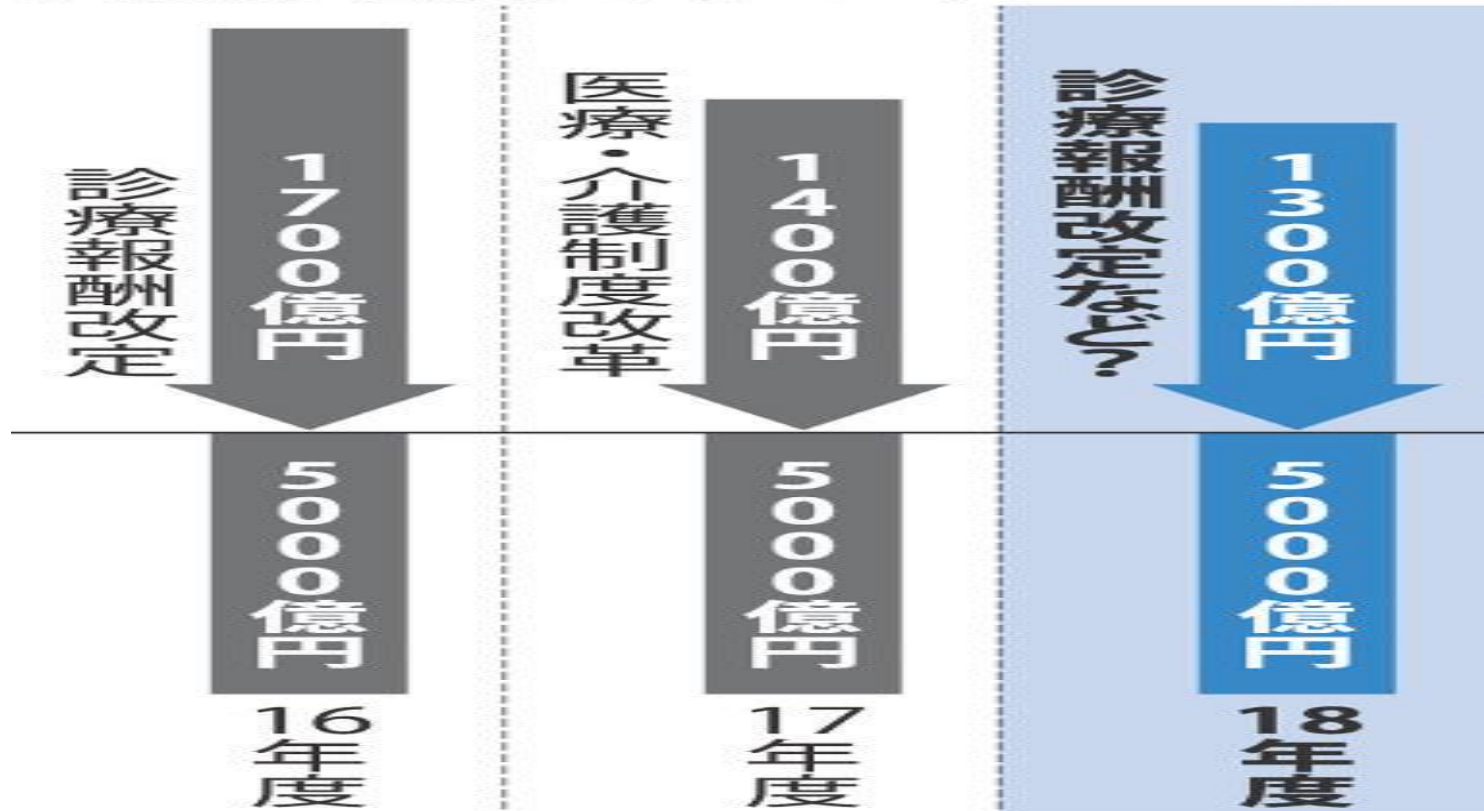 診療報酬改定
1700億円
5000億円
16年度
医療・介護制度改革
1400億円
5000億円
17年度
診療報酬改定など?
1300億円
5000億円
18年度